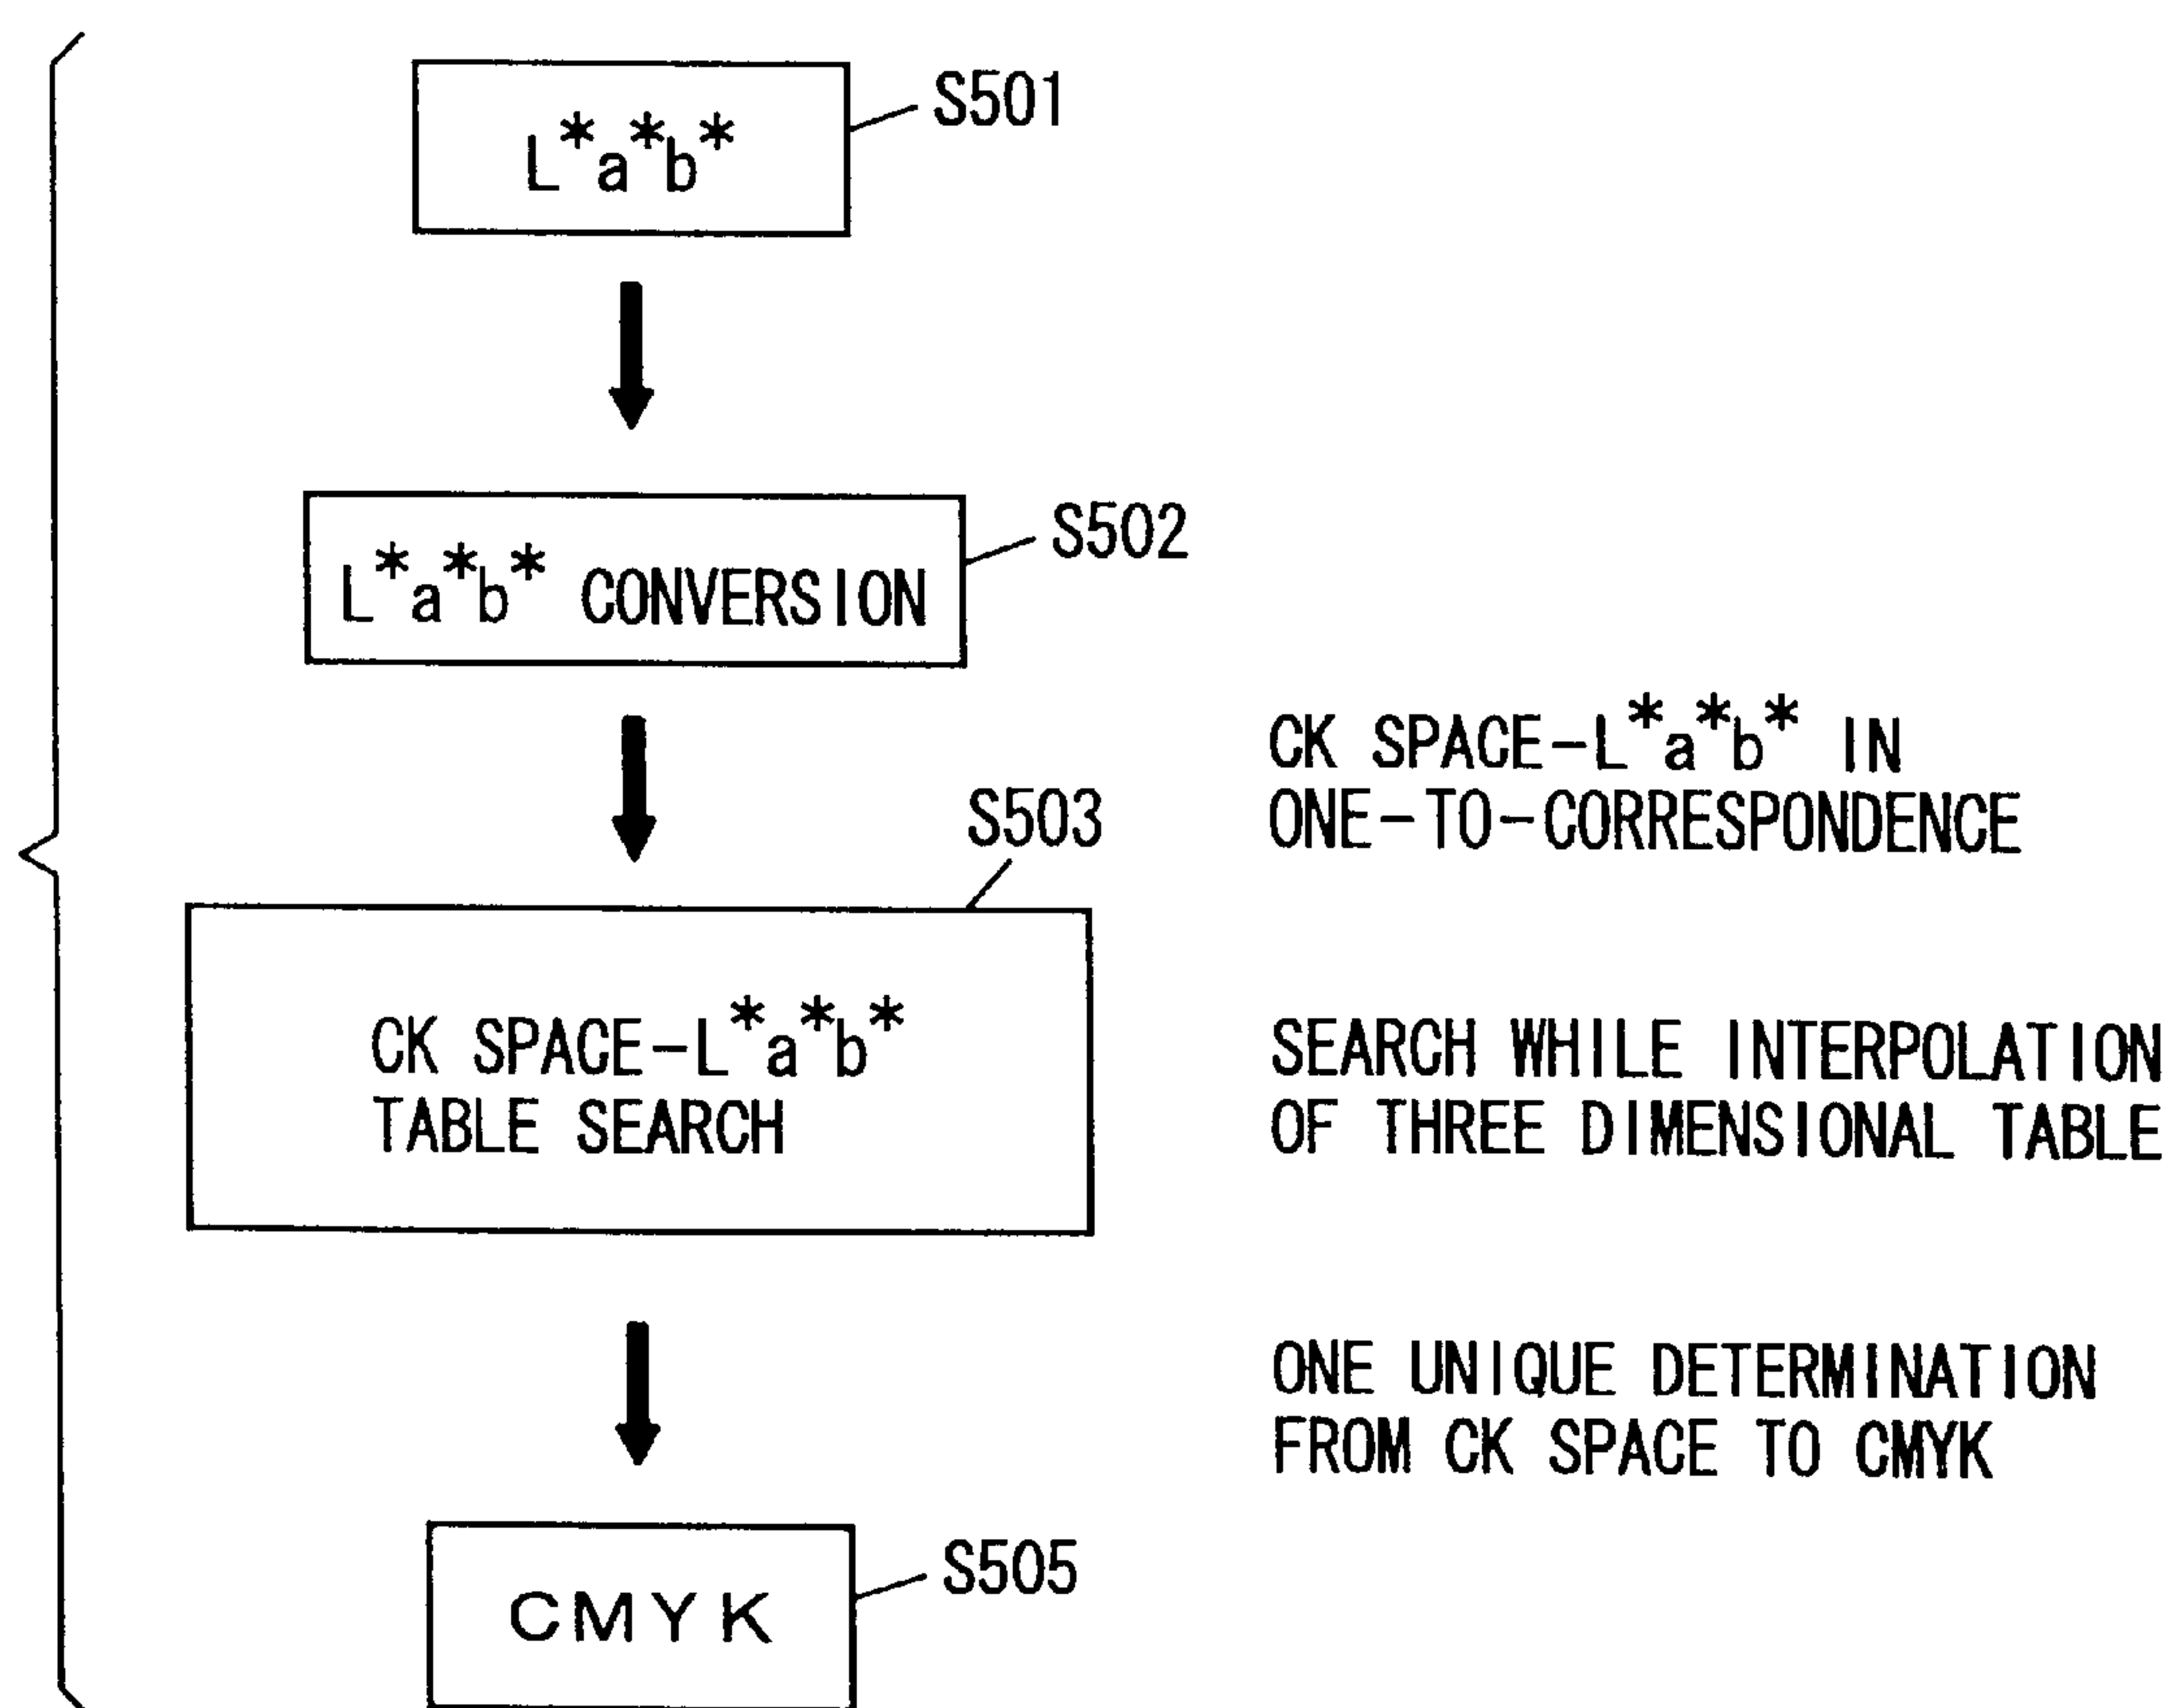 S501
L*a*b*
S502
L*a*b* CONVERSION
CK SPACE-L*a*b* IN
ONE-TO-CORRESPONDENCE
S503
CK SPACE-L*a*b*
TABLE SEARCH
SEARCH WHILE INTERPOLATION
OF THREE DIMENSIONAL TABLE
ONE UNIQUE DETERMINATION
FROM CK SPACE TO CMYK
S505
CMYK